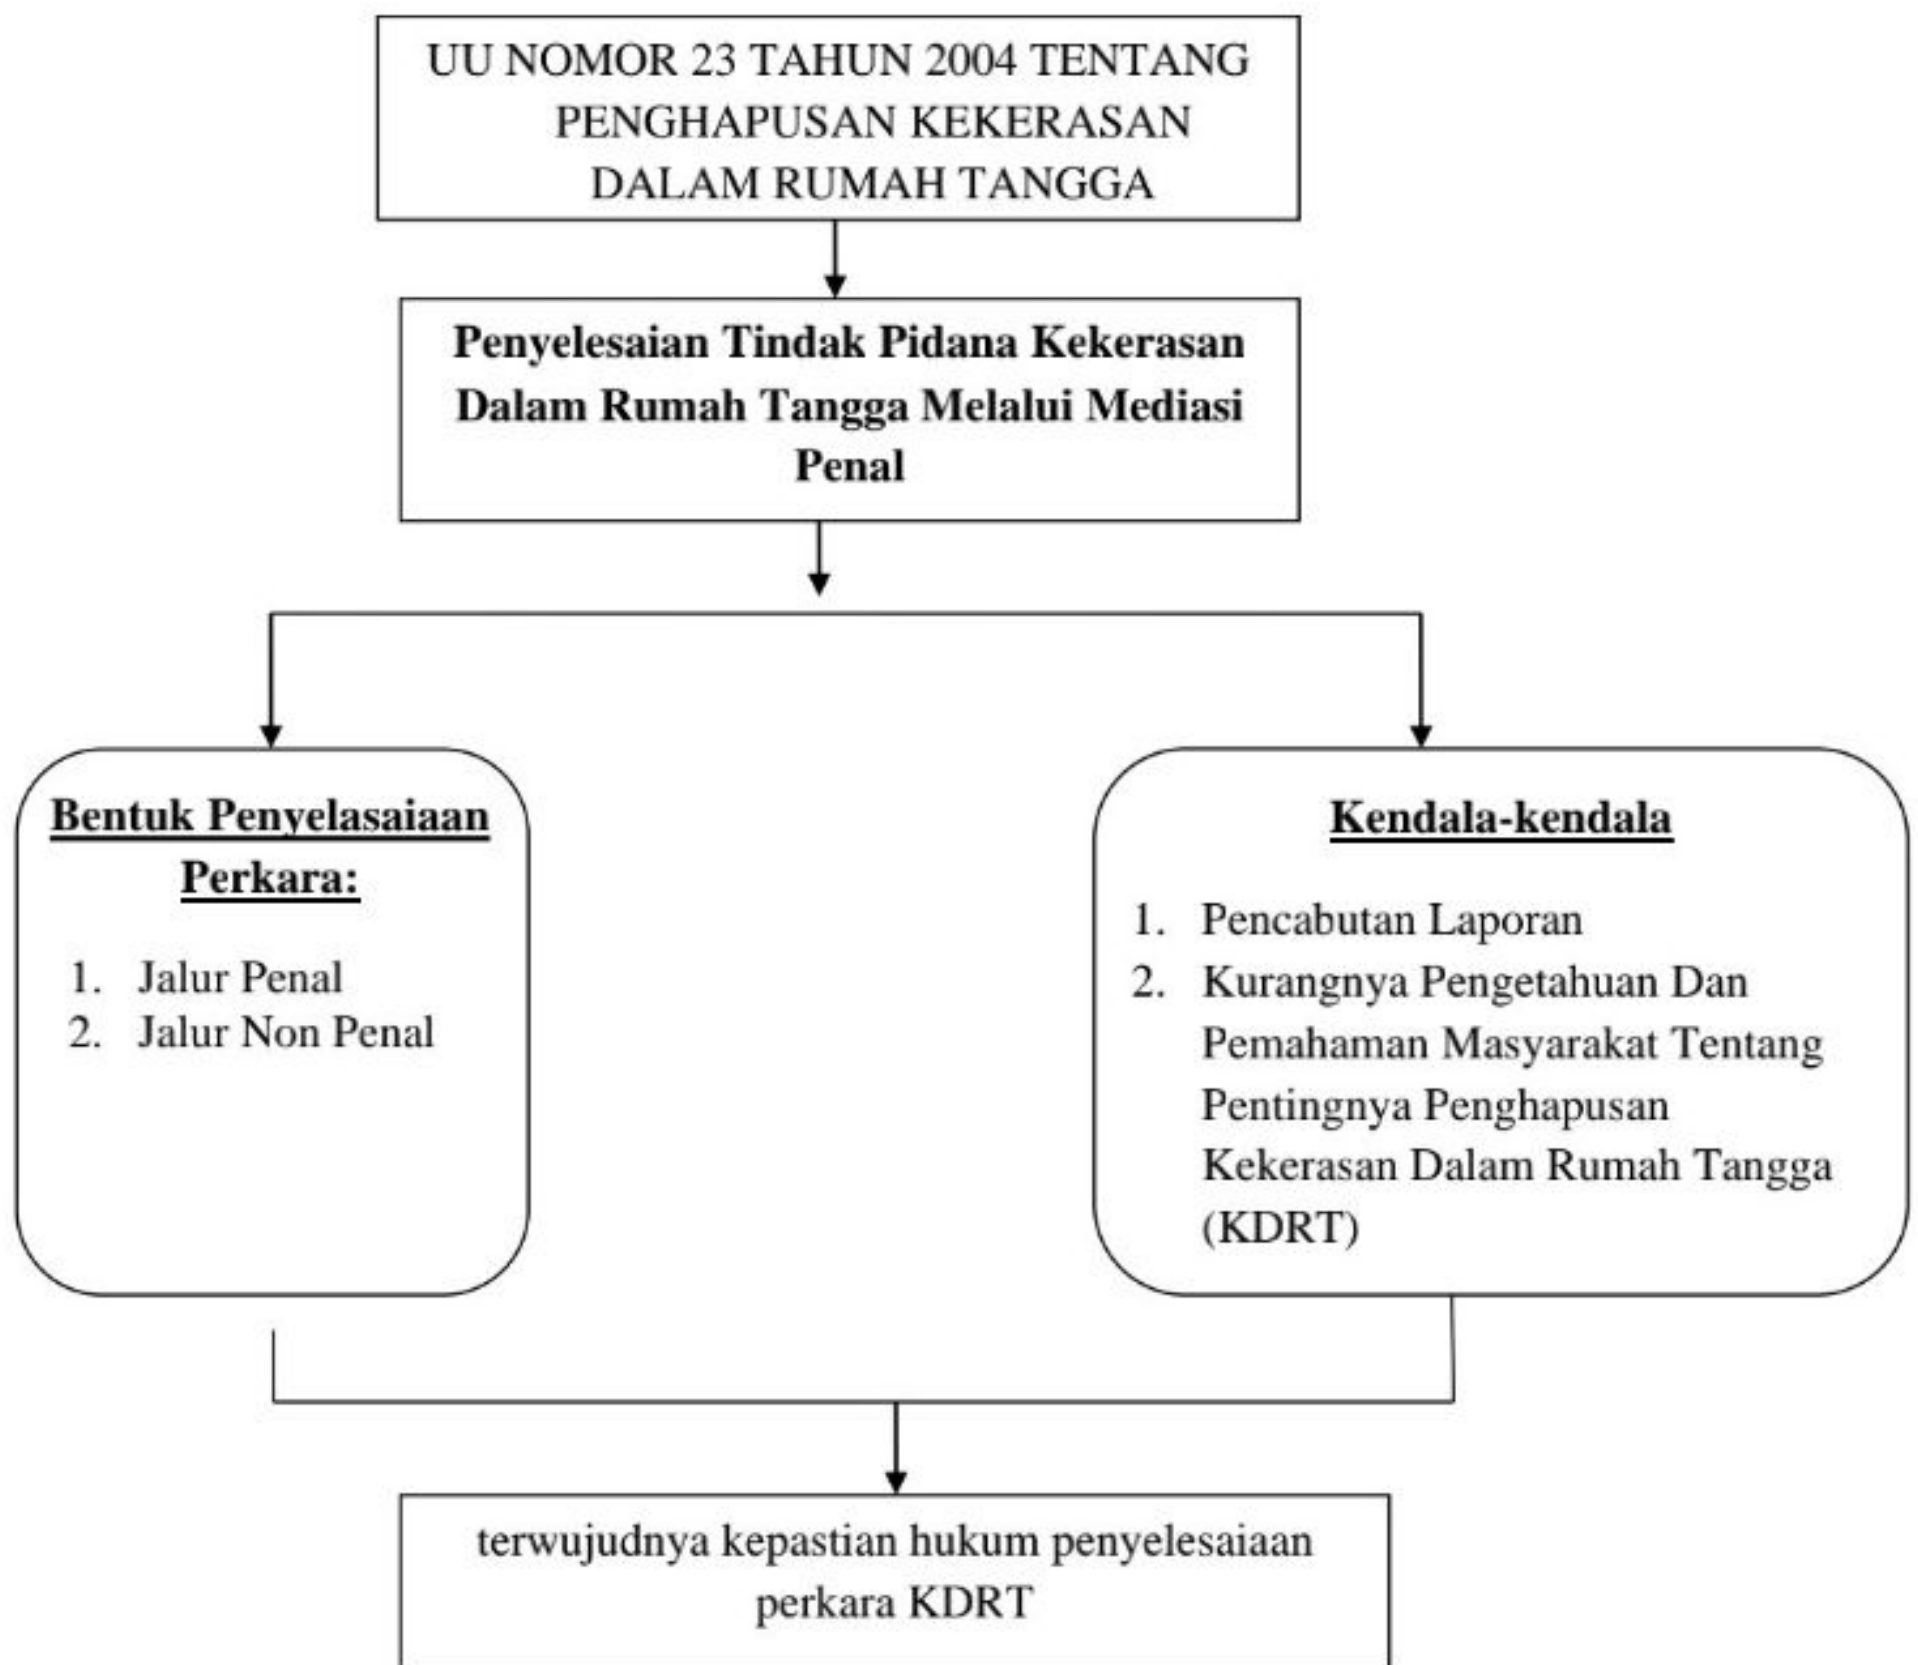 UU NOMOR 23 TAHUN 2004 TENTANG
PENGHAPUSAN KEKERASAN
DALAM RUMAH TANGGA
Penyelesaian Tindak Pidana Kekerasan
Dalam Rumah Tangga Melalui Mediasi
Penal
Bentuk Penyelasaiaan
Perkara:
1. Jalur Penal
2. Jalur Non Penal
Kendala-kendala
1. Pencabutan Laporan
2. Kurangnya Pengetahuan Dan
Pemahaman Masyarakat Tentang
Pentingnya Penghapusan
Kekerasan Dalam Rumah Tangga
(KDRT)
terwujudnya kepastian hukum penyelesaiaan
perkara KDRT